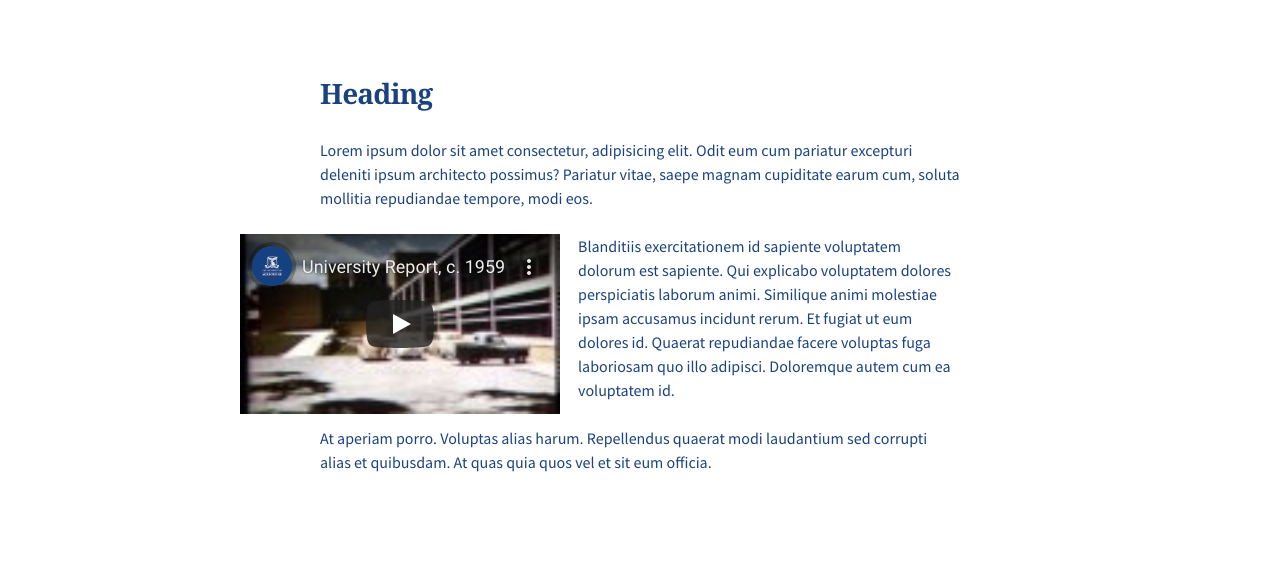 Heading
Lorem ipsum dolor sit amet consectetur, adipisicing elit. Odit eum cum pariatur excepturi
deleniti ipsum architecto possimus? Pariatur vitae, saepe magnam cupiditate earum cum, soluta
mollitia repudiandae tempore, modi eos.
University Report, c. 1959
Blanditiis exercitationem id sapiente voluptatem
dolorum est sapiente. Qui explicabo voluptatem dolores
perspiciatis laborum animi. Similique animi molestiae
ipsam accusamus incidunt rerum. Et fugiat ut eum
dolores id. Quaerat repudiandae facere voluptas fuga
laboriosam quo illo adipisci. Doloremque autem cum ea
voluptatem id.
At aperiam porro. Voluptas alias harum. Repellendus quaerat modi laudantium sed corrupti
alias et quibusdam. At quas quia quos vel et sit eum officia.